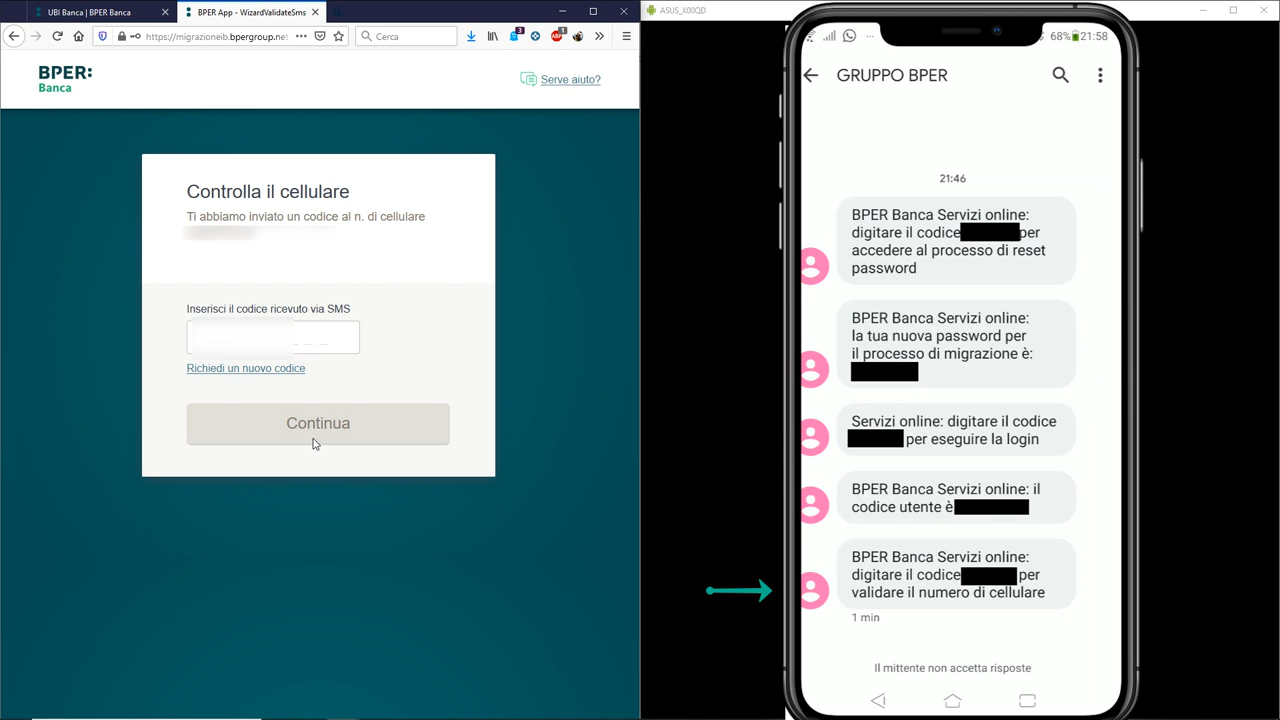 UBI Banca | BPER Banca
BPER App - WizardValidateSms
https://migrazioneib.bpergroup.net
Cerca
3
1
BPER:
Banca
Serve aiuto?
Controlla il cellulare
Ti abbiamo inviato un codice al n. di cellulare
Inserisci il codice ricevuto via SMS
Richiedi un nuovo codice
Continua
ASUS_X00QD
68% 21:58
GRUPPO BPER
21:46
BPER Banca Servizi online:
digitare il codice per
accedere al processo di reset
password
BPER Banca Servizi online:
la tua nuova password per
il processo di migrazione è:
Servizi online: digitare il codice
per eseguire la login
BPER Banca Servizi online: il
codice utente è
BPER Banca Servizi online:
digitare il codice per
validare il numero di cellulare
1 min
Il mittente non accetta risposte